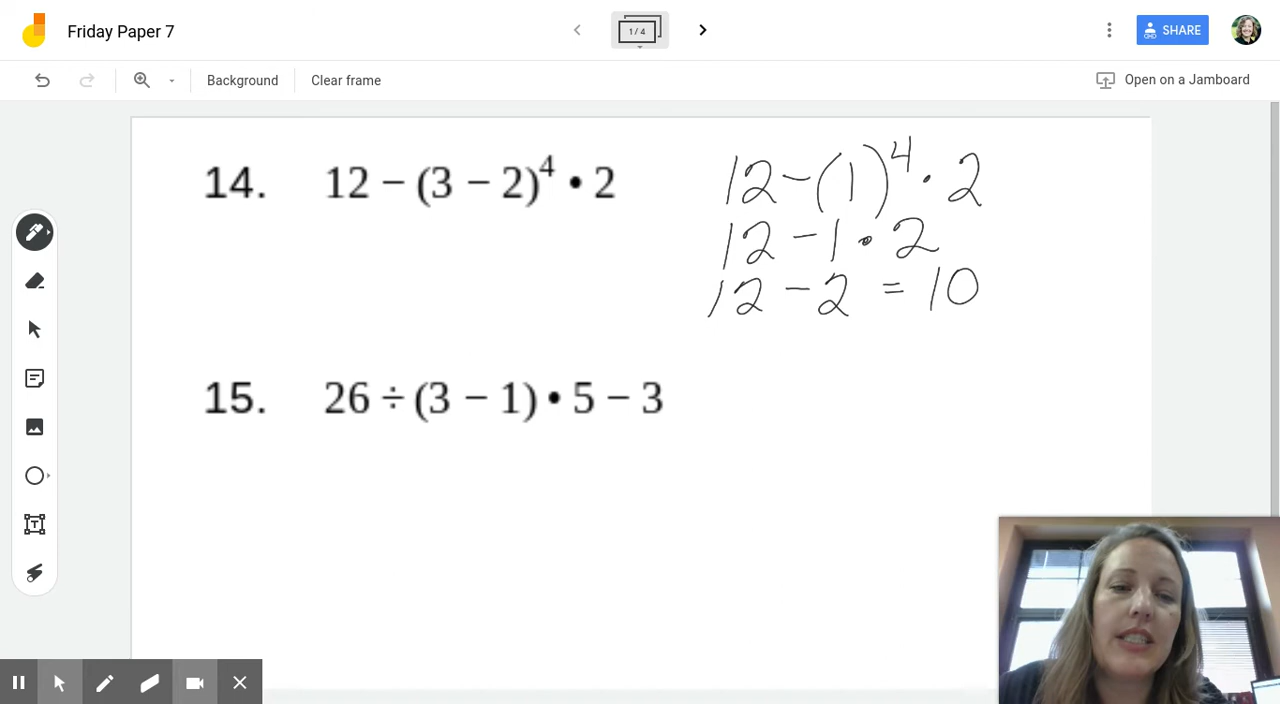 Friday Paper 7
1 / 4
SHARE
Background
Clear frame
Open on a Jamboard
14. 12 − (3 − 2)⁴ • 2
12 − (1)⁴ · 2
12 − 1 · 2
12 − 2 = 10
15. 26 ÷ (3 − 1) • 5 − 3